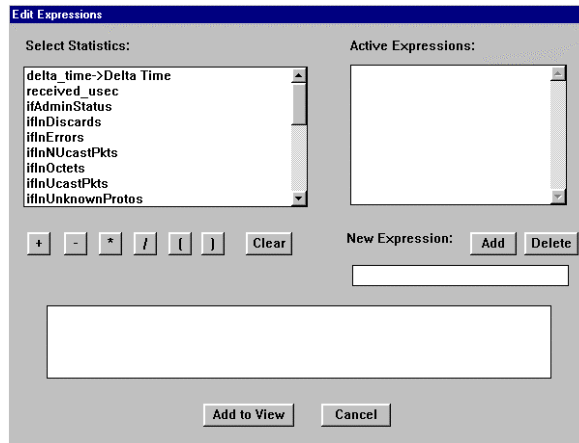 Edit Expressions
Select Statistics:
Active Expressions:
delta_time->Delta Time
received_usec
ifAdminStatus
ifInDiscards
ifInErrors
ifInNUcastPkts
ifInOctets
ifInUcastPkts
ifInUnknownProtos
+ - * / ( ) Clear
New Expression: Add Delete
Add to View Cancel